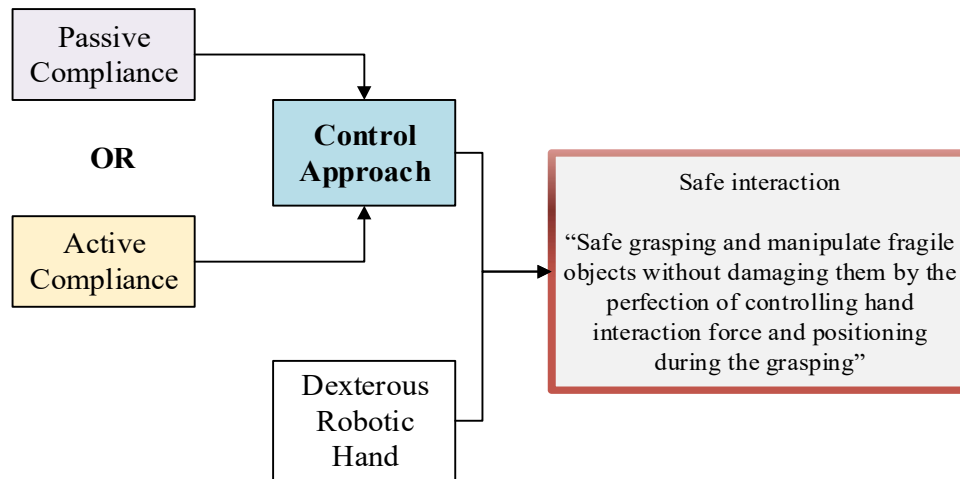 Passive
Compliance
OR
Active
Compliance
Control
Approach
Dexterous
Robotic
Hand
Safe interaction
“Safe grasping and manipulate fragile
objects without damaging them by the
perfection of controlling hand
interaction force and positioning
during the grasping”